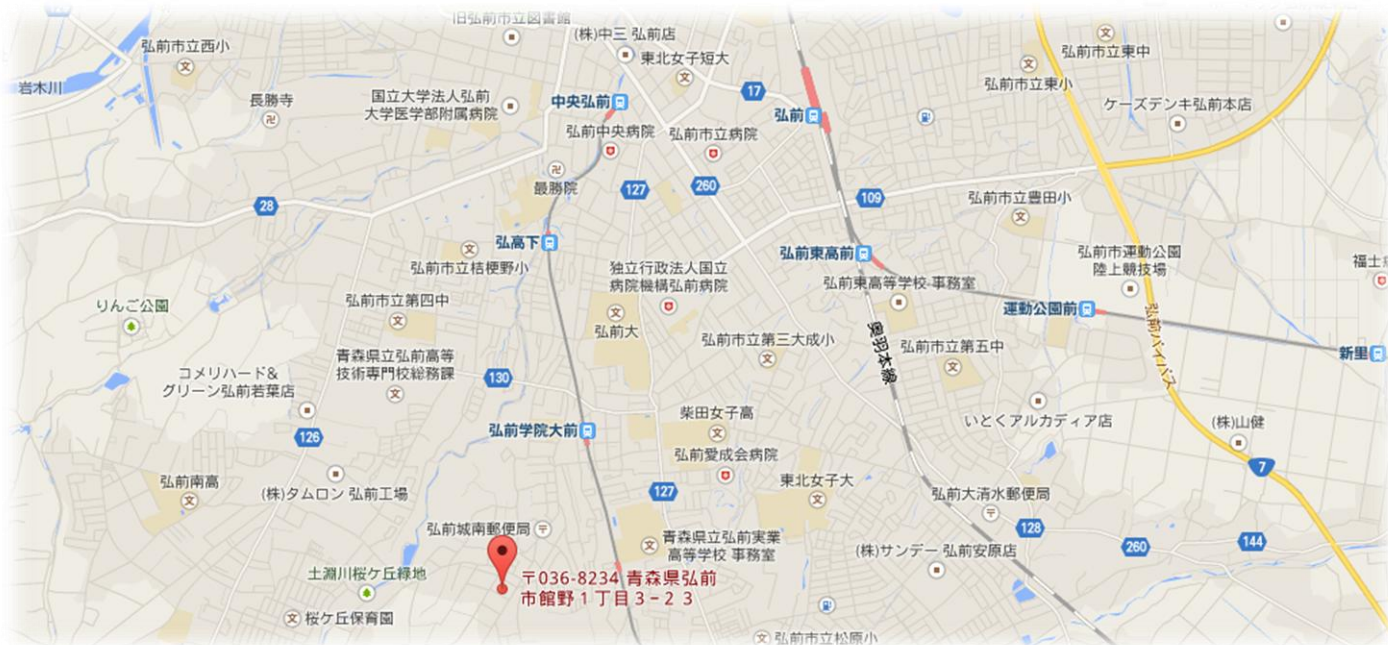 旧弘前市立図書館
(株)中三 弘前店
弘前市立西小
東北女子短大
弘前市立東中
弘前市立東小
岩木川
長勝寺
国立大学法人弘前
大学医学部附属病院
中央弘前
17
弘前
ケーズデンキ弘前本店
弘前中央病院
弘前市立病院
最勝院
127
260
28
109
弘前市立豊田小
弘高下
弘前市立桔梗野小
独立行政法人国立
病院機構弘前病院
弘前東高前
弘前東高等学校 事務室
弘前市運動公園
陸上競技場
福士病
りんご公園
弘前市立第四中
弘前大
運動公園前
弘前バイパス
弘前市立第三大成小
奥羽本線
弘前市立第五中
新里
青森県立弘前高等
技術専門校総務課
コメリハード&
グリーン弘前若葉店
130
126
弘前学院大前
柴田女子高
弘前愛成会病院
いとくアルカディア店
(株)山健
7
弘前南高
(株)タムロン 弘前工場
127
東北女子大
弘前大清水郵便局
128
260
144
弘前城南郵便局
青森県立弘前実業
高等学校 事務室
(株)サンデー 弘前安原店
土淵川桜ケ丘緑地
〒036-8234 青森県弘前
市館野1丁目3-23
桜ケ丘保育園
弘前市立松原小